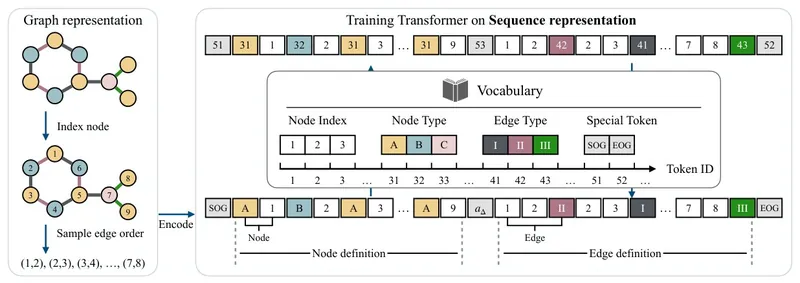 Graph representation
1
2
6
3
5
4
7
8
9
Index node
Sample edge order
(1,2), (2,3), (3,4), …, (7,8)
Encode
Training Transformer on Sequence representation
51 31 1 32 2 31 3 … 31 9 53 1 2 42 2 3 41 … 7 8 43 52
Vocabulary
Node Index Node Type Edge Type Special Token
1 2 3 A B C I II III SOG EOG
Token ID
1 2 3 … 31 32 33 … 41 42 43 … 51 52 …
SOG A 1 B 2 A 3 … A 9 a∆ 1 2 II 2 3 I … 7 8 III EOG
Node Edge
Node definition Edge definition